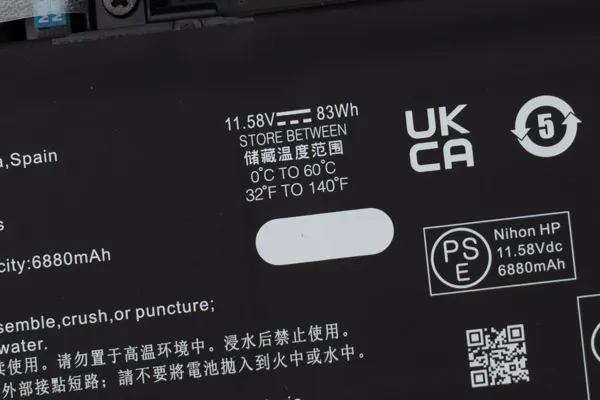 22
11.58V 83Wh
STORE BETWEEN
储藏温度范围
0°C TO 60°C
32°F TO 140°F
UK
CA
5
a,Spain
s
city:6880mAh
PS
E
Nihon HP
11.58Vdc
6880mAh
semble,crush,or puncture;
water.
使用。请勿置于高温环境中。浸水后禁止使用。
外部接點短路；請不要將電池拋入到火中或水中。